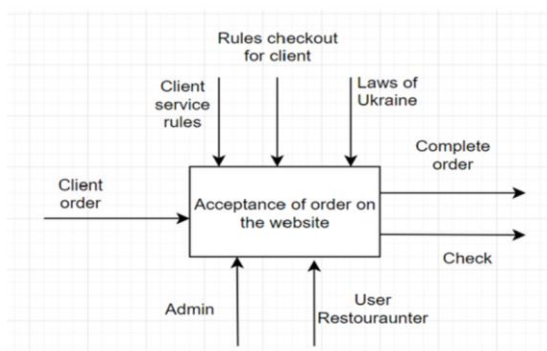 Rules checkout
for client
Client
service
rules
Laws of
Ukraine
Complete
order
Client
order
Acceptance of order on
the website
Check
Admin
User
Restouraunter